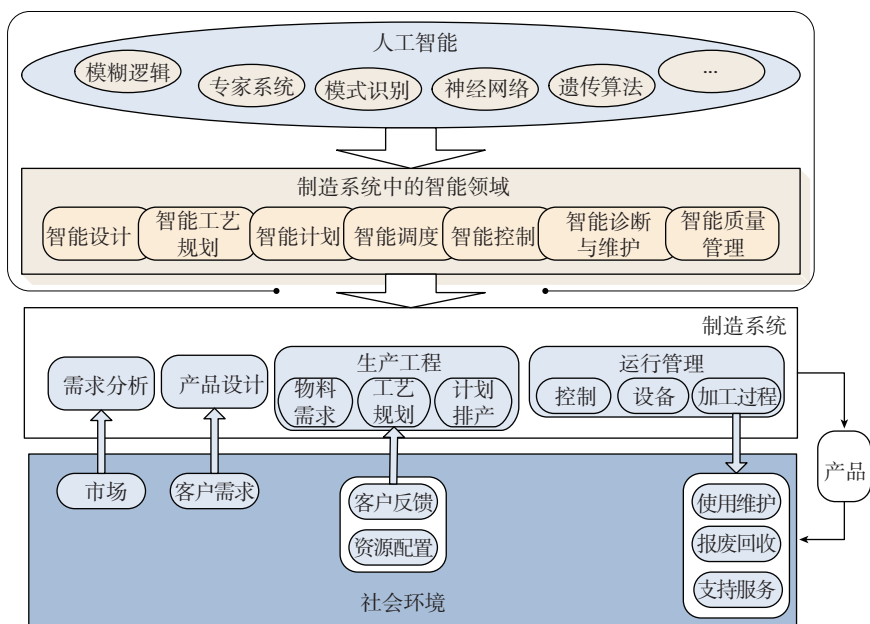 人工智能
模糊逻辑
专家系统
模式识别
神经网络
遗传算法
...
制造系统中的智能领域
智能设计
智能工艺
规划
智能计划
智能调度
智能控制
智能诊断
与维护
智能质量
管理
制造系统
需求分析
产品设计
生产工程
物料
需求
工艺
规划
计划
排产
运行管理
控制
设备
加工过程
产品
市场
客户需求
客户反馈
资源配置
使用维护
报废回收
支持服务
社会环境